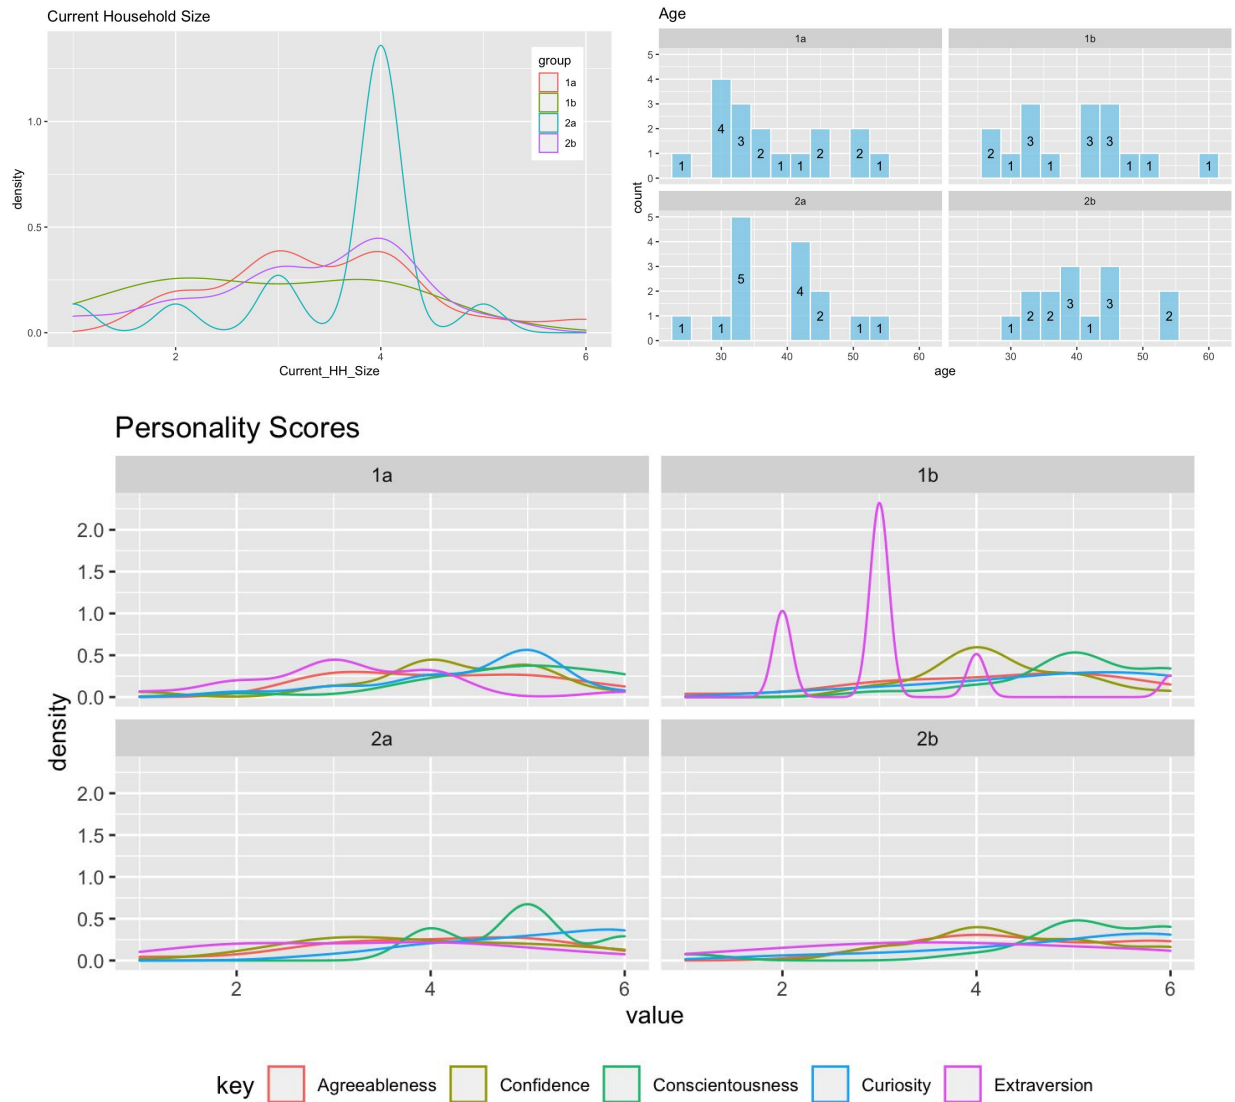 Current Household Size
density
1.0
0.5
0.0
2
4
6
Current_HH_Size
group
1a
1b
2a
2b
Age
count
1a
1b
5
4
3
2
1
0
1
4
3
2
1
1
2
2
1
2
1
3
1
3
3
1
1
1
2a
2b
5
4
3
2
1
0
1
1
5
4
2
1
1
1
2
2
3
1
3
2
30
40
50
60
30
40
50
60
age
Personality Scores
density
1a
1b
2.0
1.5
1.0
0.5
0.0
2a
2b
2.0
1.5
1.0
0.5
0.0
2
4
6
2
4
6
value
key
Agreeableness
Confidence
Conscientousness
Curiosity
Extraversion